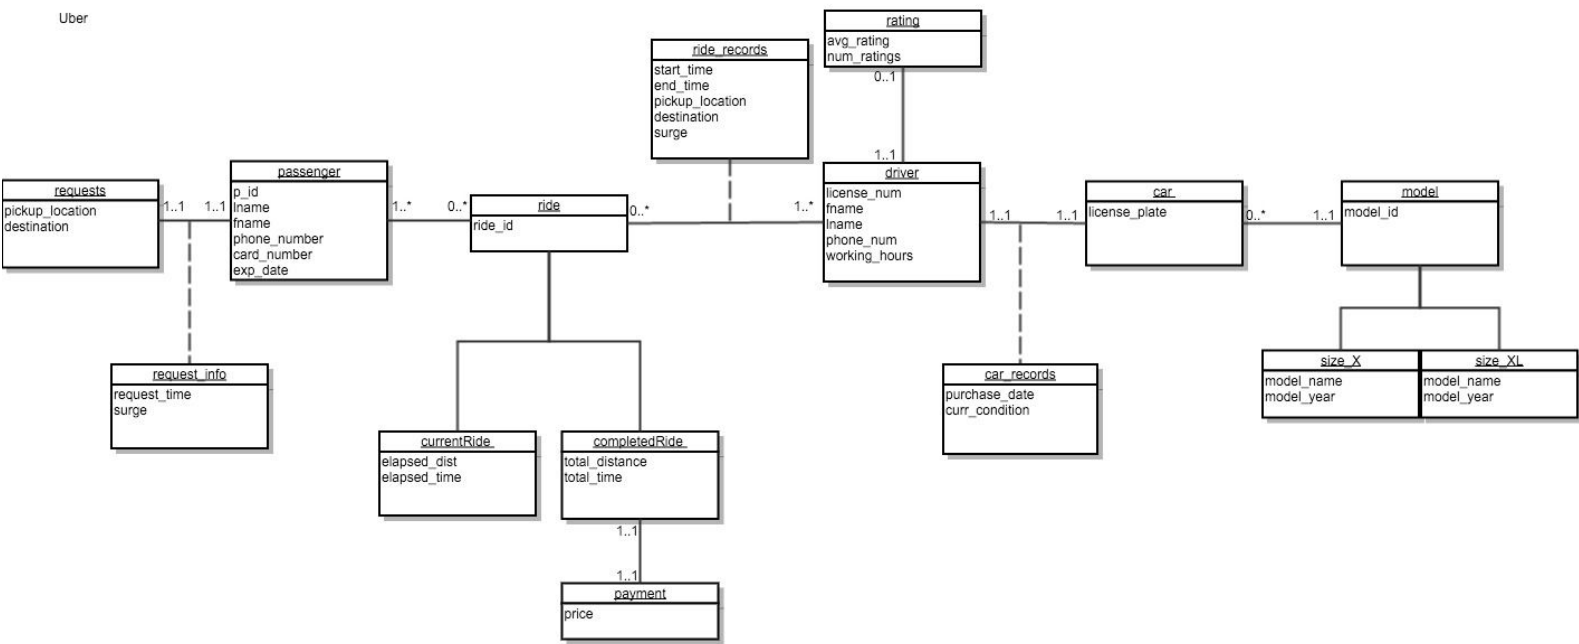 Uber
rating
avg_rating
num_ratings
0..1
1..1
ride_records
start_time
end_time
pickup_location
destination
surge
requests
pickup_location
destination
1..1
1..1
passenger
p_id
lname
fname
phone_number
card_number
exp_date
1..*
0..*
ride
ride_id
0..*
1..*
driver
license_num
fname
lname
phone_num
working_hours
1..1
1..1
car
license_plate
0..*
1..1
model
model_id
request_info
request_time
surge
currentRide
elapsed_dist
elapsed_time
completedRide
total_distance
total_time
1..1
1..1
payment
price
car_records
purchase_date
curr_condition
size_X
model_name
model_year
size_XL
model_name
model_year